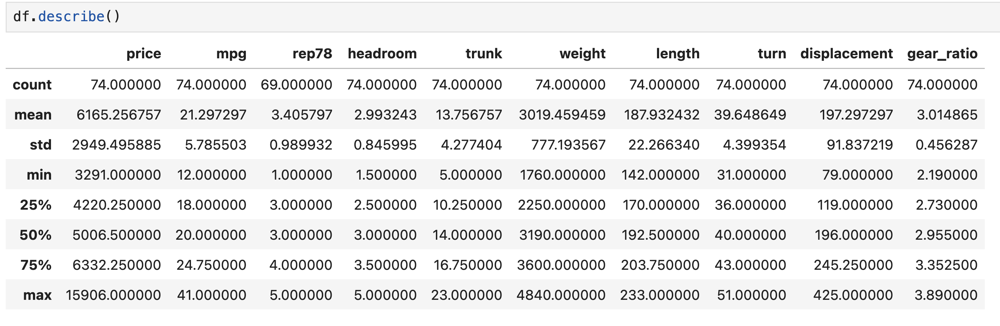 df.describe()
price mpg rep78 headroom trunk weight length turn displacement gear_ratio
count 74.000000 74.000000 69.000000 74.000000 74.000000 74.000000 74.000000 74.000000 74.000000 74.000000
mean 6165.256757 21.297297 3.405797 2.993243 13.756757 3019.459459 187.932432 39.648649 197.297297 3.014865
std 2949.495885 5.785503 0.989932 0.845995 4.277404 777.193567 22.266340 4.399354 91.837219 0.456287
min 3291.000000 12.000000 1.000000 1.500000 5.000000 1760.000000 142.000000 31.000000 79.000000 2.190000
25% 4220.250000 18.000000 3.000000 2.500000 10.250000 2250.000000 170.000000 36.000000 119.000000 2.730000
50% 5006.500000 20.000000 3.000000 3.000000 14.000000 3190.000000 192.500000 40.000000 196.000000 2.955000
75% 6332.250000 24.750000 4.000000 3.500000 16.750000 3600.000000 203.750000 43.000000 245.250000 3.352500
max 15906.000000 41.000000 5.000000 5.000000 23.000000 4840.000000 233.000000 51.000000 425.000000 3.890000